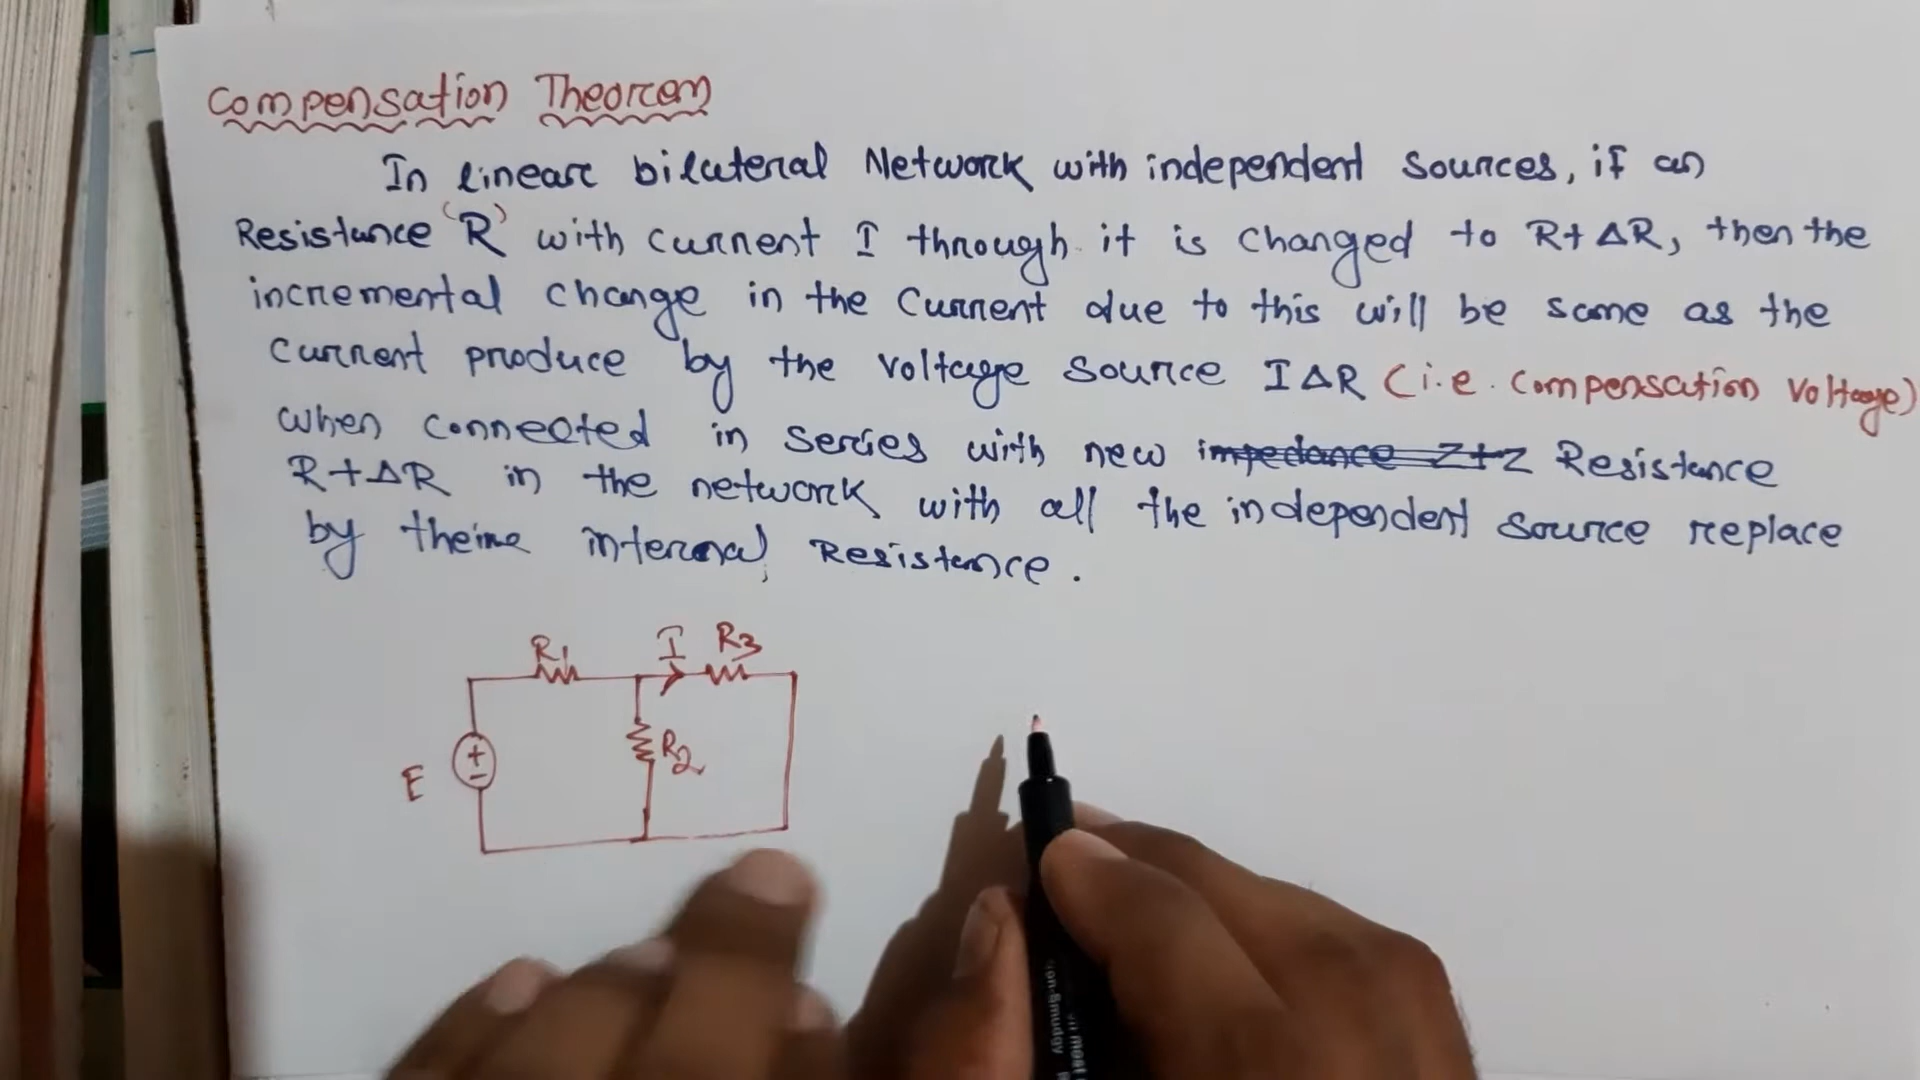 Compensation Theorem
In linear bilateral Network with independent Sources, if an
Resistance (R) with current I through it is changed to R+ΔR, then the
incremental change in the current due to this will be same as the
current produce by the voltage source IΔR (i.e. compensation voltage)
when connected in series with new impedance Z+Z Resistance
R+ΔR in the network with all the independent source replace
by their internal Resistance.
R1 I R3
R2
+
-
E